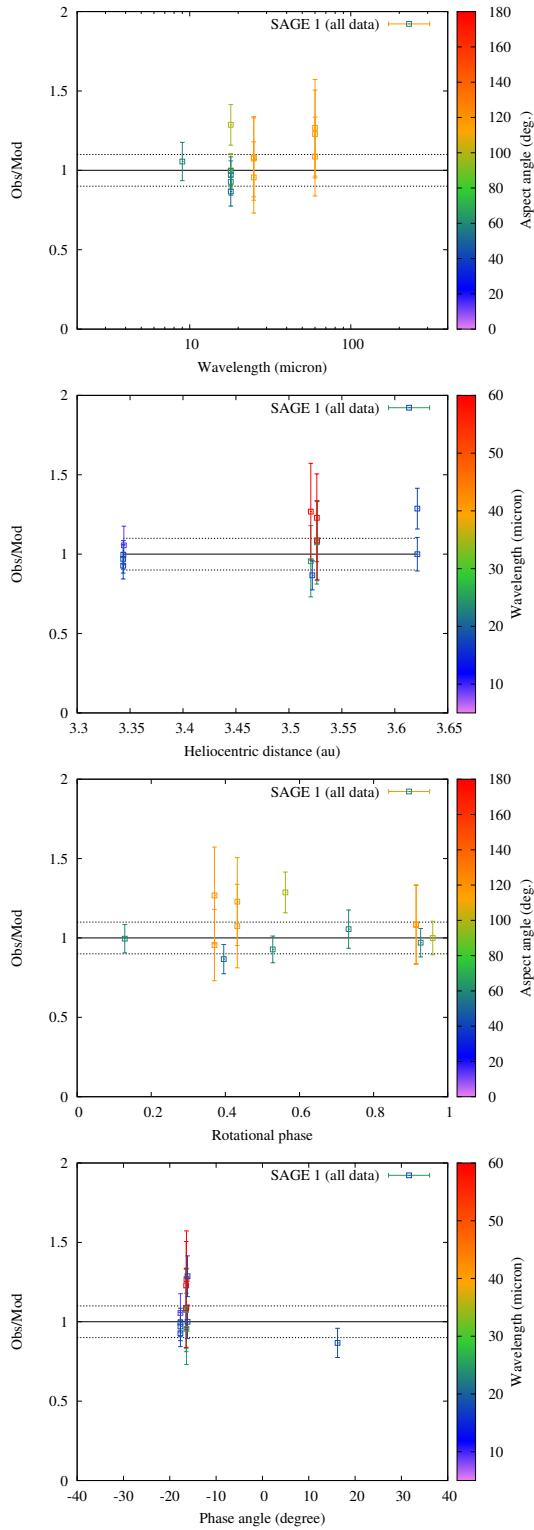 SAGE 1 (all data)
2
1.5
1
0.5
0
10 100
Wavelength (micron)
Obs/Mod
180
160
140
120
100
80
60
40
20
0
Aspect angle (deg.)
SAGE 1 (all data)
2
1.5
1
0.5
0
3.3 3.35 3.4 3.45 3.5 3.55 3.6 3.65
Heliocentric distance (au)
Obs/Mod
60
50
40
30
20
10
Wavelength (micron)
SAGE 1 (all data)
2
1.5
1
0.5
0
0 0.2 0.4 0.6 0.8 1
Rotational phase
Obs/Mod
180
160
140
120
100
80
60
40
20
0
Aspect angle (deg.)
SAGE 1 (all data)
2
1.5
1
0.5
0
-40 -30 -20 -10 0 10 20 30 40
Phase angle (degree)
Obs/Mod
60
50
40
30
20
10
Wavelength (micron)